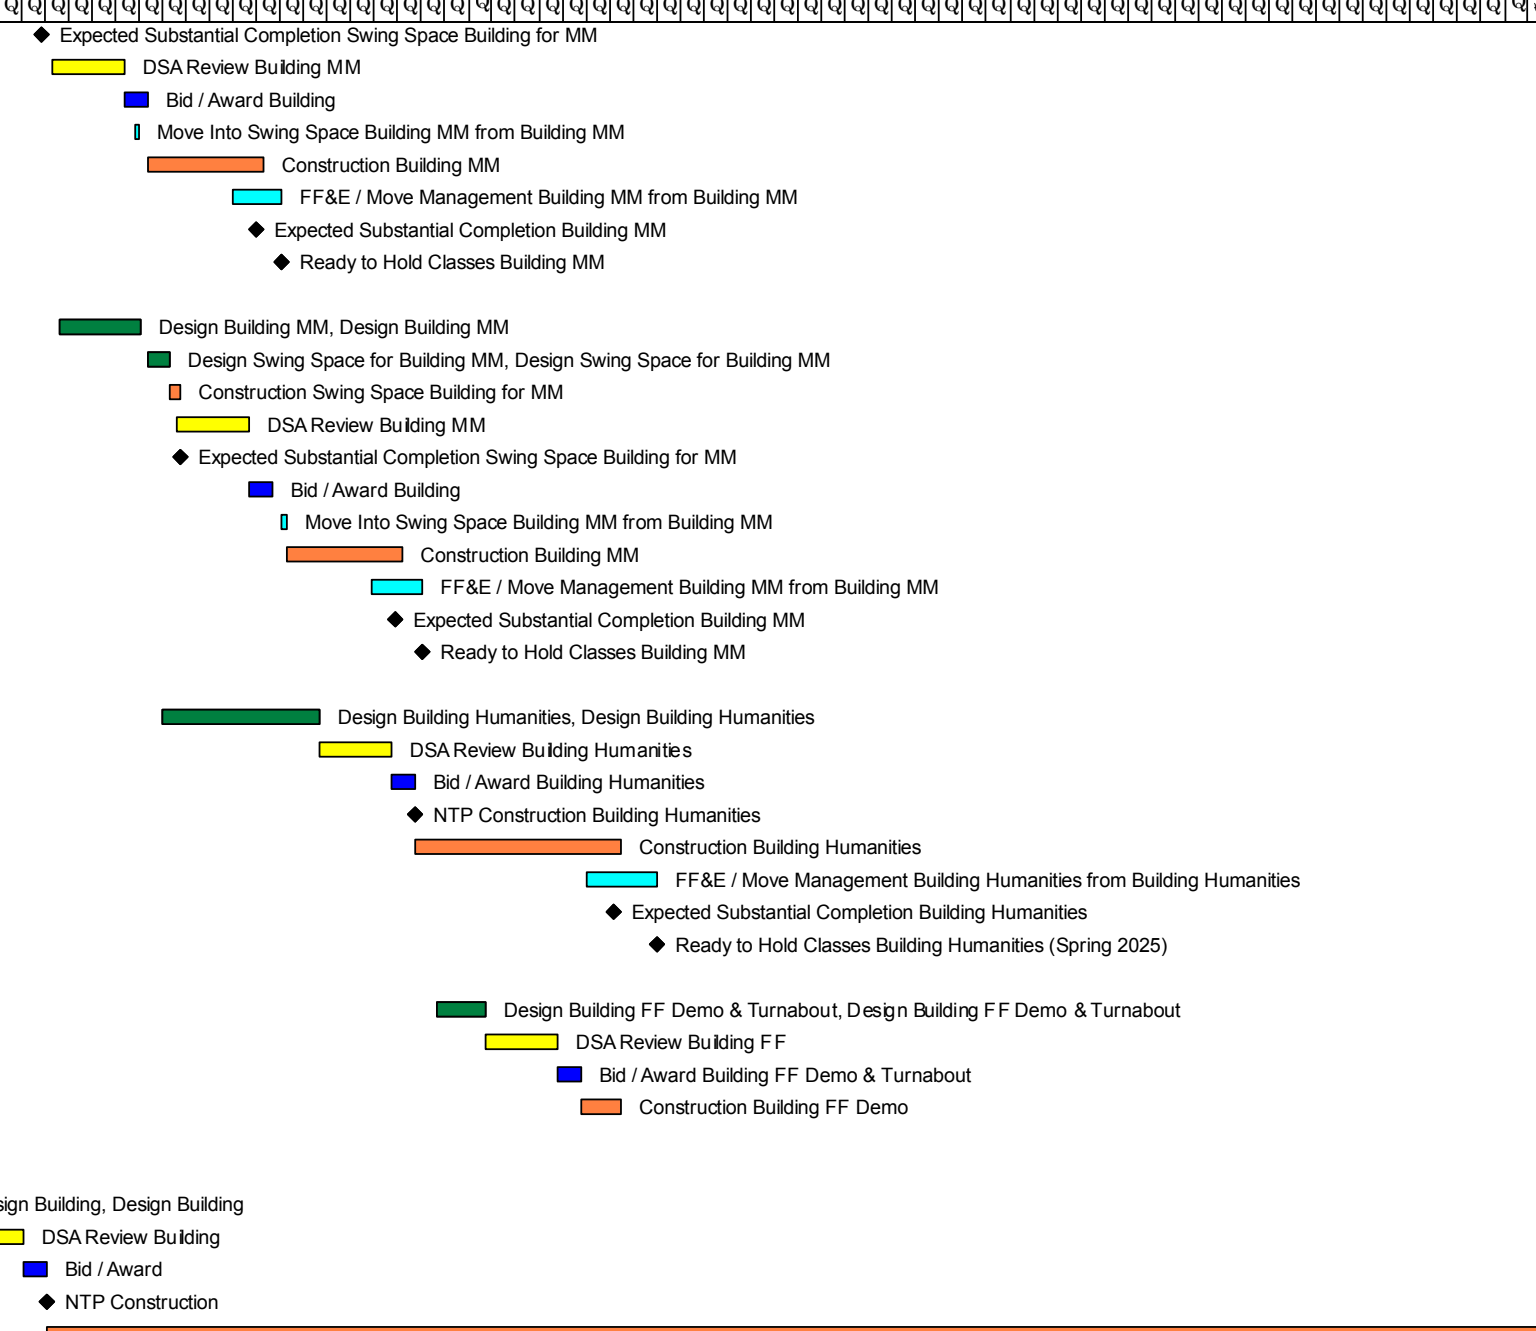 Q Q Q Q Q Q Q Q Q Q Q Q Q Q Q Q Q Q Q Q Q Q Q Q Q Q Q Q Q Q Q Q Q Q Q Q Q Q Q Q Q Q Q Q Q Q Q Q Q Q Q Q Q Q Q Q Q Q Q Q Q Q Q Q Q
Expected Substantial Completion Swing Space Building for MM
DSA Review Building MM
Bid / Award Building
Move Into Swing Space Building MM from Building MM
Construction Building MM
FF&E / Move Management Building MM from Building MM
Expected Substantial Completion Building MM
Ready to Hold Classes Building MM
Design Building MM, Design Building MM
Design Swing Space for Building MM, Design Swing Space for Building MM
Construction Swing Space Building for MM
DSA Review Building MM
Expected Substantial Completion Swing Space Building for MM
Bid / Award Building
Move Into Swing Space Building MM from Building MM
Construction Building MM
FF&E / Move Management Building MM from Building MM
Expected Substantial Completion Building MM
Ready to Hold Classes Building MM
Design Building Humanities, Design Building Humanities
DSA Review Building Humanities
Bid / Award Building Humanities
NTP Construction Building Humanities
Construction Building Humanities
FF&E / Move Management Building Humanities from Building Humanities
Expected Substantial Completion Building Humanities
Ready to Hold Classes Building Humanities (Spring 2025)
Design Building FF Demo & Turnabout, Design Building FF Demo & Turnabout
DSA Review Building FF
Bid / Award Building FF Demo & Turnabout
Construction Building FF Demo
sign Building, Design Building
DSA Review Building
Bid / Award
NTP Construction